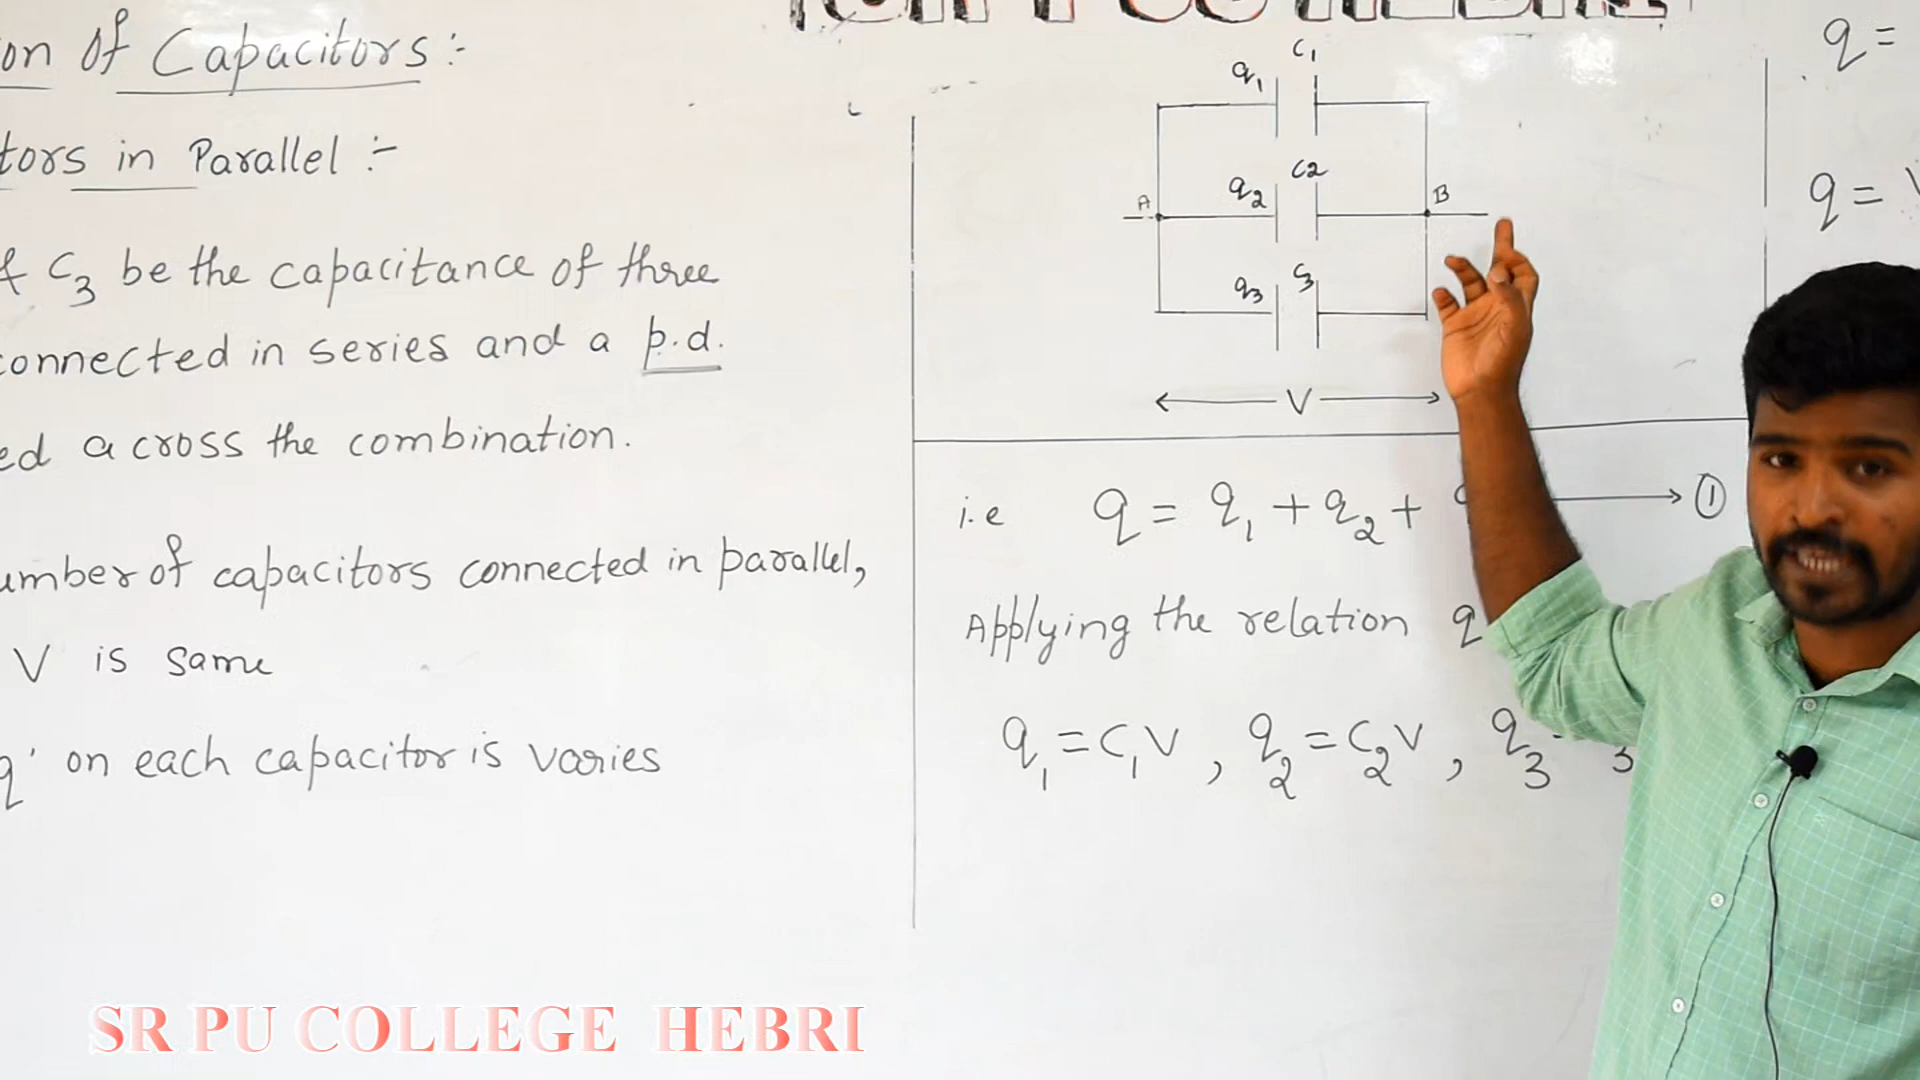 on of Capacitors:-
tors in Parallel :-
& C3 be the capacitance of three
connected in series and a p.d.
ed across the combination.
umber of capacitors connected in parallel,
V is same
q' on each capacitor is varies
C1
q1
C2
q2
A
B
C3
q3
V
i.e q = q1 + q2 + → ①
Applying the relation q
q1 = C1V , q2 = C2V , q3 3
q =
q =
SR PU COLLEGE HEBRI